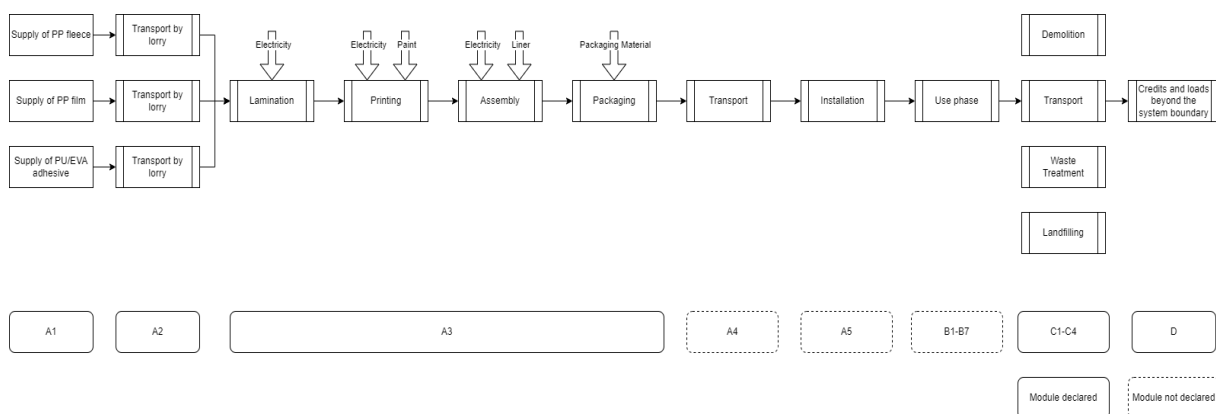 Supply of PP fleece
Transport by
lorry
Electricity
Electricity
Paint
Electricity
Liner
Packaging Material
Demolition
Supply of PP film
Transport by
lorry
Lamination
Printing
Assembly
Packaging
Transport
Installation
Use phase
Transport
Credits and loads
beyond the
system boundary
Supply of PU/EVA
adhesive
Transport by
lorry
Waste
Treatment
Landfilling
A1
A2
A3
A4
A5
B1-B7
C1-C4
D
Module declared
Module not declared